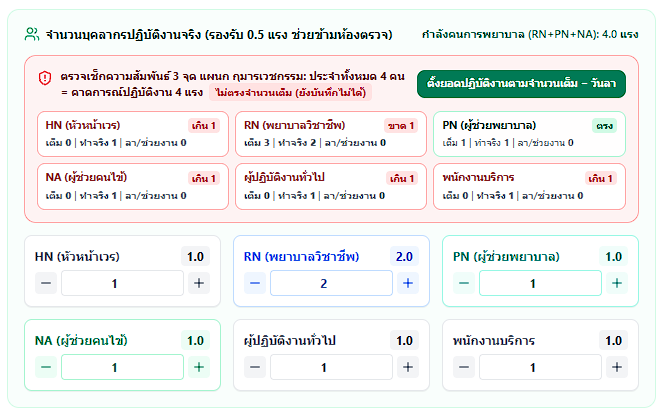 จำนวนบุคลากรปฏิบัติงานจริง (รองรับ 0.5 แรง ช่วยข้ามห้องตรวจ)
กำลังคนการพยาบาล (RN+PN+NA): 4.0 แรง
ตรวจเช็กความสัมพันธ์ 3 จุด แผนก กุมารเวชกรรม: ประจำทั้งหมด 4 คน
= คาดการณ์ปฏิบัติงาน 4 แรง ไม่ตรงจำนวนเต็ม (ยังบันทึกไม่ได้)
ตั้งยอดปฏิบัติงานตามจำนวนเต็ม − วันลา
HN (หัวหน้าเวร) เกิน 1
เต็ม 0 | ทำจริง 1 | ลา/ช่วยงาน 0
RN (พยาบาลวิชาชีพ) ขาด 1
เต็ม 3 | ทำจริง 2 | ลา/ช่วยงาน 0
PN (ผู้ช่วยพยาบาล) ตรง
เต็ม 1 | ทำจริง 1 | ลา/ช่วยงาน 0
NA (ผู้ช่วยคนไข้) เกิน 1
เต็ม 0 | ทำจริง 1 | ลา/ช่วยงาน 0
ผู้ปฏิบัติงานทั่วไป เกิน 1
เต็ม 0 | ทำจริง 1 | ลา/ช่วยงาน 0
พนักงานบริการ เกิน 1
เต็ม 0 | ทำจริง 1 | ลา/ช่วยงาน 0
HN (หัวหน้าเวร) 1.0
− 1 +
RN (พยาบาลวิชาชีพ) 2.0
− 2 +
PN (ผู้ช่วยพยาบาล) 1.0
− 1 +
NA (ผู้ช่วยคนไข้) 1.0
− 1 +
ผู้ปฏิบัติงานทั่วไป 1.0
− 1 +
พนักงานบริการ 1.0
− 1 +